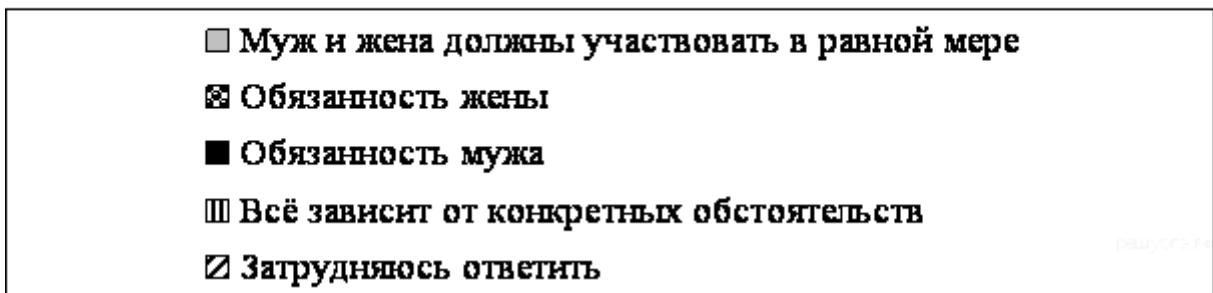 Муж и жена должны участвовать в равной мере
Обязанность жены
Обязанность мужа
Всё зависит от конкретных обстоятельств
Затрудняюсь ответить